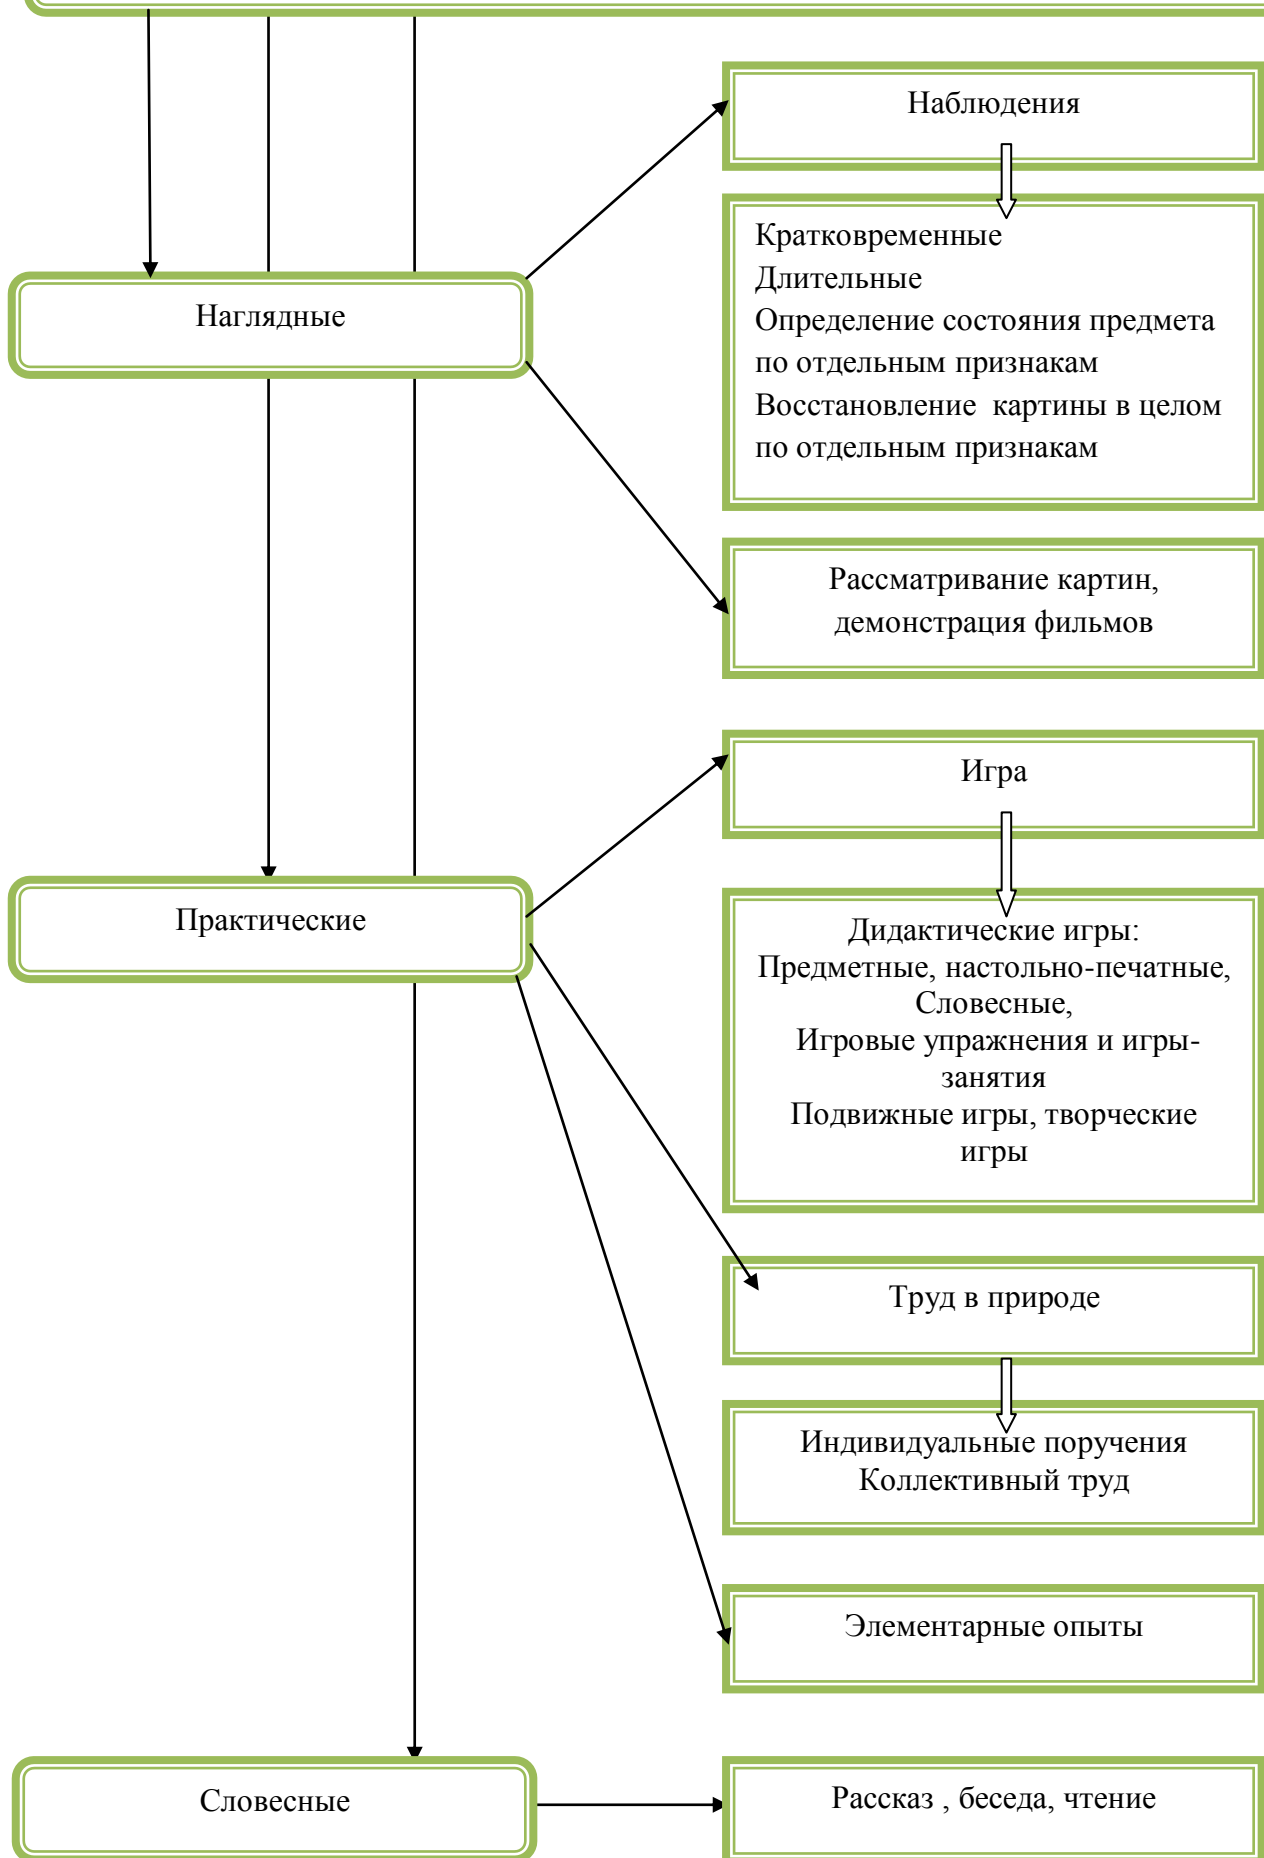 Наблюдения
Кратковременные
Длительные
Определение состояния предмета
по отдельным признакам
Восстановление картины в целом
по отдельным признакам
Наглядные
Рассматривание картин,
демонстрация фильмов
Игра
Практические
Дидактические игры:
Предметные, настольно-печатные,
Словесные,
Игровые упражнения и игры-
занятия
Подвижные игры, творческие
игры
Труд в природе
Индивидуальные поручения
Коллективный труд
Элементарные опыты
Словесные
Рассказ , беседа, чтение